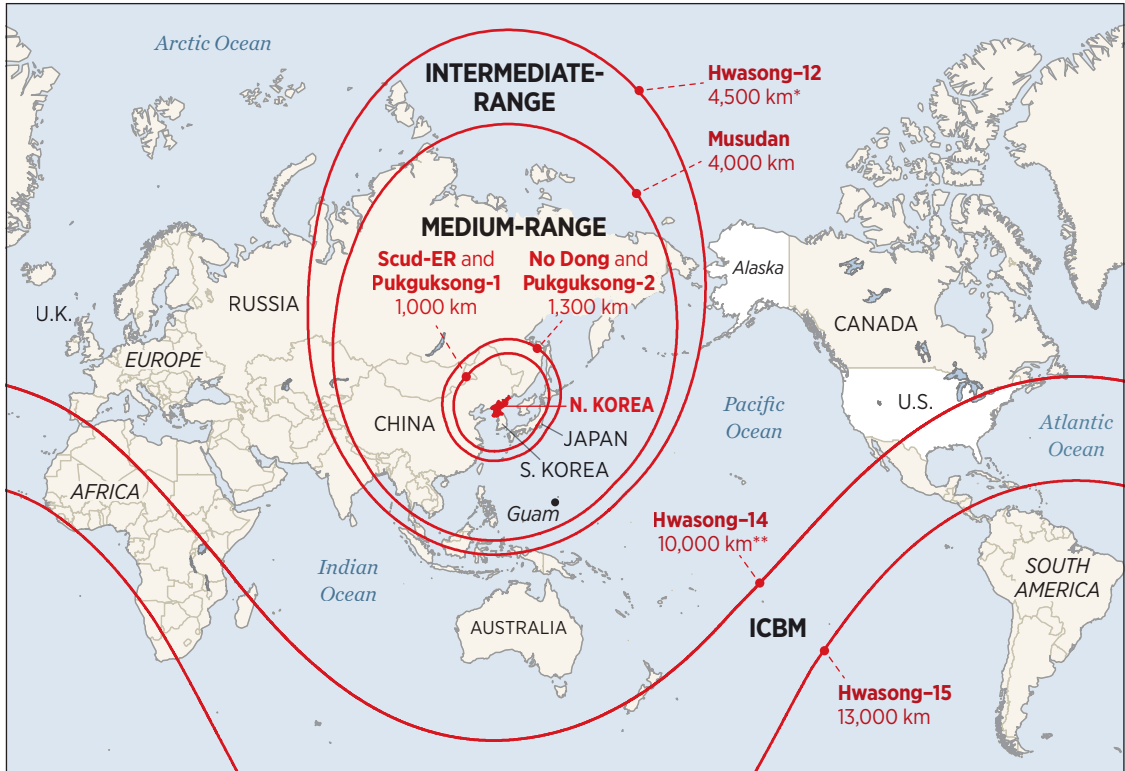 Arctic Ocean
INTERMEDIATE-
RANGE
Hwasong–12
4,500 km*
Musudan
4,000 km
MEDIUM-RANGE
Scud-ER and
Pukguksong-1
1,000 km
No Dong and
Pukguksong-2
1,300 km
Alaska
RUSSIA
U.K.
CANADA
EUROPE
U.S.
N. KOREA
Pacific
Ocean
CHINA
JAPAN
Atlantic
Ocean
S. KOREA
AFRICA
Guam
Hwasong–14
10,000 km**
Indian
Ocean
SOUTH
AMERICA
AUSTRALIA
ICBM
Hwasong–15
13,000 km